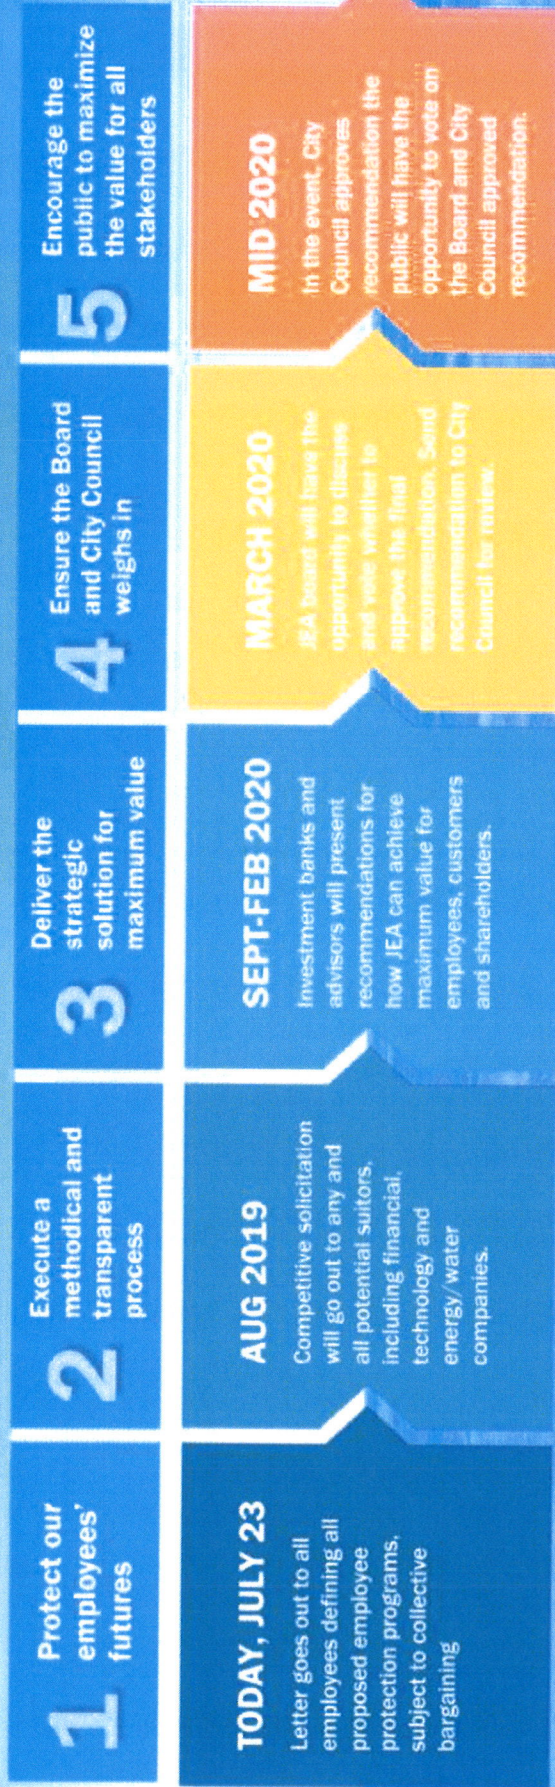 1
Protect our
employees'
futures
2
Execute a
methodical and
transparent
process
3
Deliver the
strategic
solution for
maximum value
4
Ensure the Board
and City Council
weighs in
5
Encourage the
public to maximize
the value for all
stakeholders
TODAY, JULY 23
Letter goes out to all
employees defining all
proposed employee
protection programs,
subject to collective
bargaining
AUG 2019
Competitive solicitation
will go out to any and
all potential suitors,
including financial,
technology and
energy/water
companies.
SEPT-FEB 2020
Investment banks and
advisors will present
recommendations for
how JEA can achieve
maximum value for
employees, customers
and shareholders.
MARCH 2020
JEA board will have the
opportunity to discuss
and vote whether to
approve the final
recommendation. Send
recommendation to City
Council for review.
MID 2020
In the event, City
Council approves
recommendation the
public will have the
opportunity to vote on
the Board and City
Council approved
recommendation.